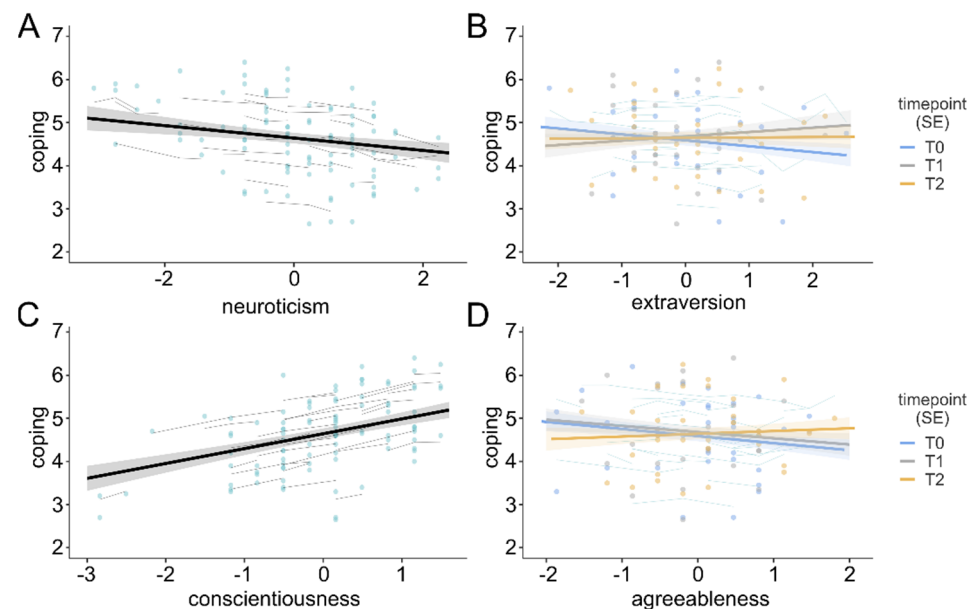 A
7
6
5
4
3
2
coping
-2
0
2
neuroticism
B
7
6
5
4
3
2
coping
-2
-1
0
1
2
extraversion
timepoint
(SE)
T0
T1
T2
C
7
6
5
4
3
2
coping
-3
-2
-1
0
1
conscientiousness
D
7
6
5
4
3
2
coping
-2
-1
0
1
2
agreeableness
timepoint
(SE)
T0
T1
T2